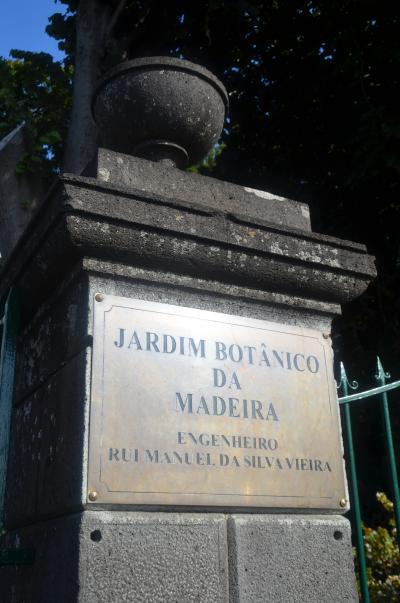 JARDIM BOTÂNICO
DA
MADEIRA
ENGENHEIRO
RUI MANUEL DA SILVA VIEIRA